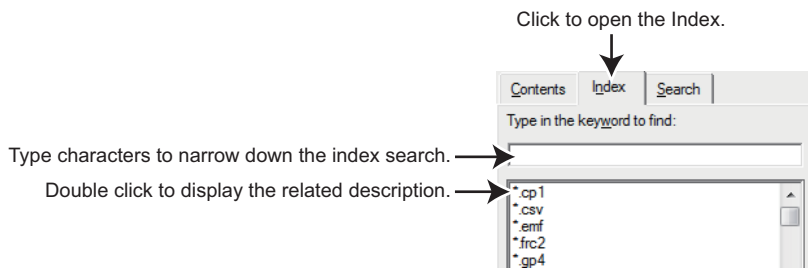 Click to open the Index.
Contents Index Search
Type in the keyword to find:
Type characters to narrow down the index search.
Double click to display the related description.
*.cp1
*.csv
*.emf
*.frc2
*.gp4